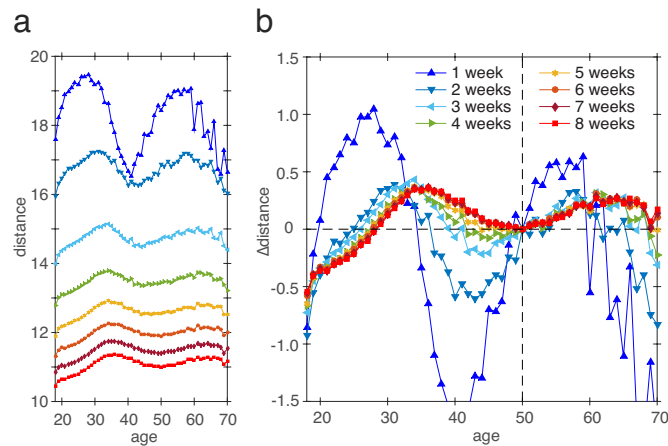 a
b
20
18
16
14
12
10
distance
20 30 40 50 60 70
age
1.5
1.0
0.5
0
-0.5
-1.0
-1.5
Δdistance
1 week
2 weeks
3 weeks
4 weeks
5 weeks
6 weeks
7 weeks
8 weeks
20 30 40 50 60 70
age